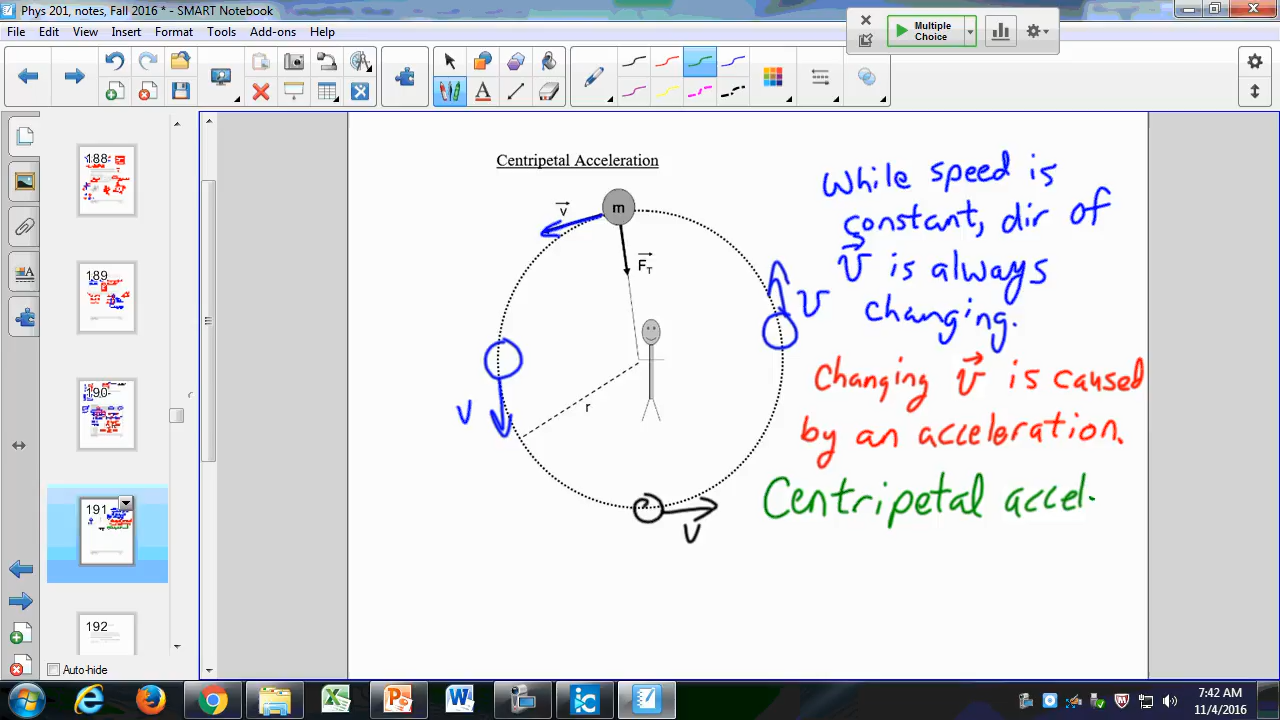 Phys 201, notes, Fall 2016 * - SMART Notebook
File Edit View Insert Format Tools Add-ons Help
Multiple
Choice
188
189
190
191
192
Auto-hide
Centripetal Acceleration
v
m
F_T
r
v
v
v
While speed is
constant, dir of
v is always
changing.
Changing v is caused
by an acceleration.
Centripetal accel.
7:42 AM
11/4/2016